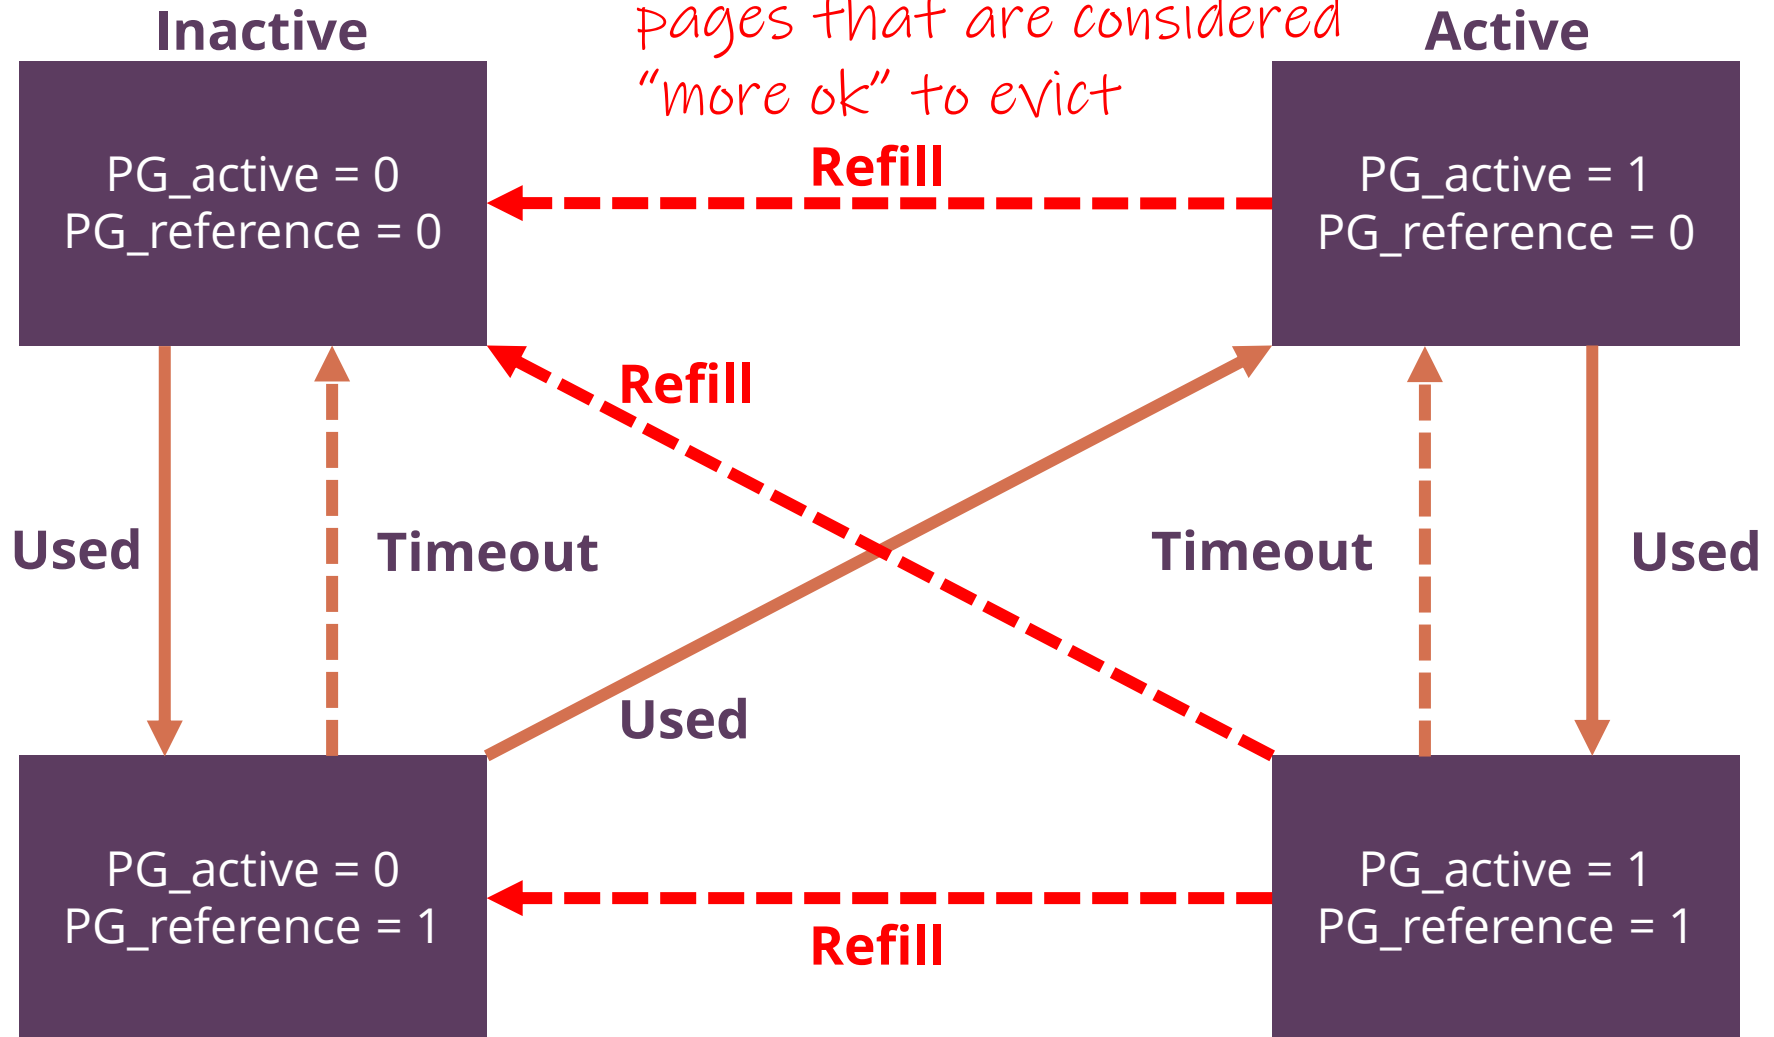 pages that are considered
"more ok" to evict
Inactive
Active
PG_active = 0
PG_reference = 0
Refill
PG_active = 1
PG_reference = 0
Refill
Used
Timeout
Timeout
Used
Used
PG_active = 0
PG_reference = 1
Refill
PG_active = 1
PG_reference = 1